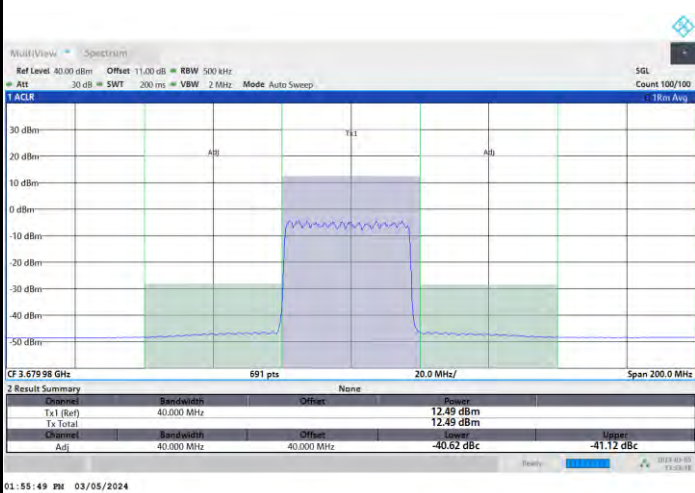 MultiView Spectrum
Ref Level 40.00 dBm Offset 11.00 dB RBW 500 kHz SGL
Att 30 dB SWT 200 ms VBW 2 MHz Mode Auto Sweep Count 100/100
1 ACLR 1Rm Avg
Tx1
Adj Adj
30 dBm
20 dBm
10 dBm
0 dBm
-10 dBm
-20 dBm
-30 dBm
-40 dBm
-50 dBm
CF 3.679 98 GHz 691 pts 20.0 MHz/ Span 200.0 MHz
2 Result Summary None
Channel Bandwidth Offset Power
Tx1 (Ref) 40.000 MHz 12.49 dBm
Tx Total 12.49 dBm
Channel Bandwidth Offset Lower Upper
Adj 40.000 MHz 40.000 MHz -40.62 dBc -41.12 dBc
Ready
01:55:49 PM 03/05/2024